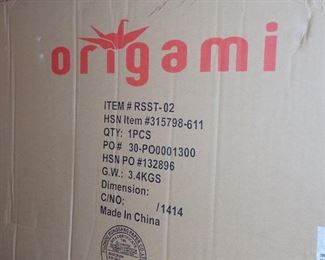 origami
ITEM # RSST-02
HSN Item #315798-611
QTY: 1PCS
PO# 30-PO0001300
HSN PO #132896
G.W.: 3.4KGS
Dimension:
C/NO: /1414
Made In China